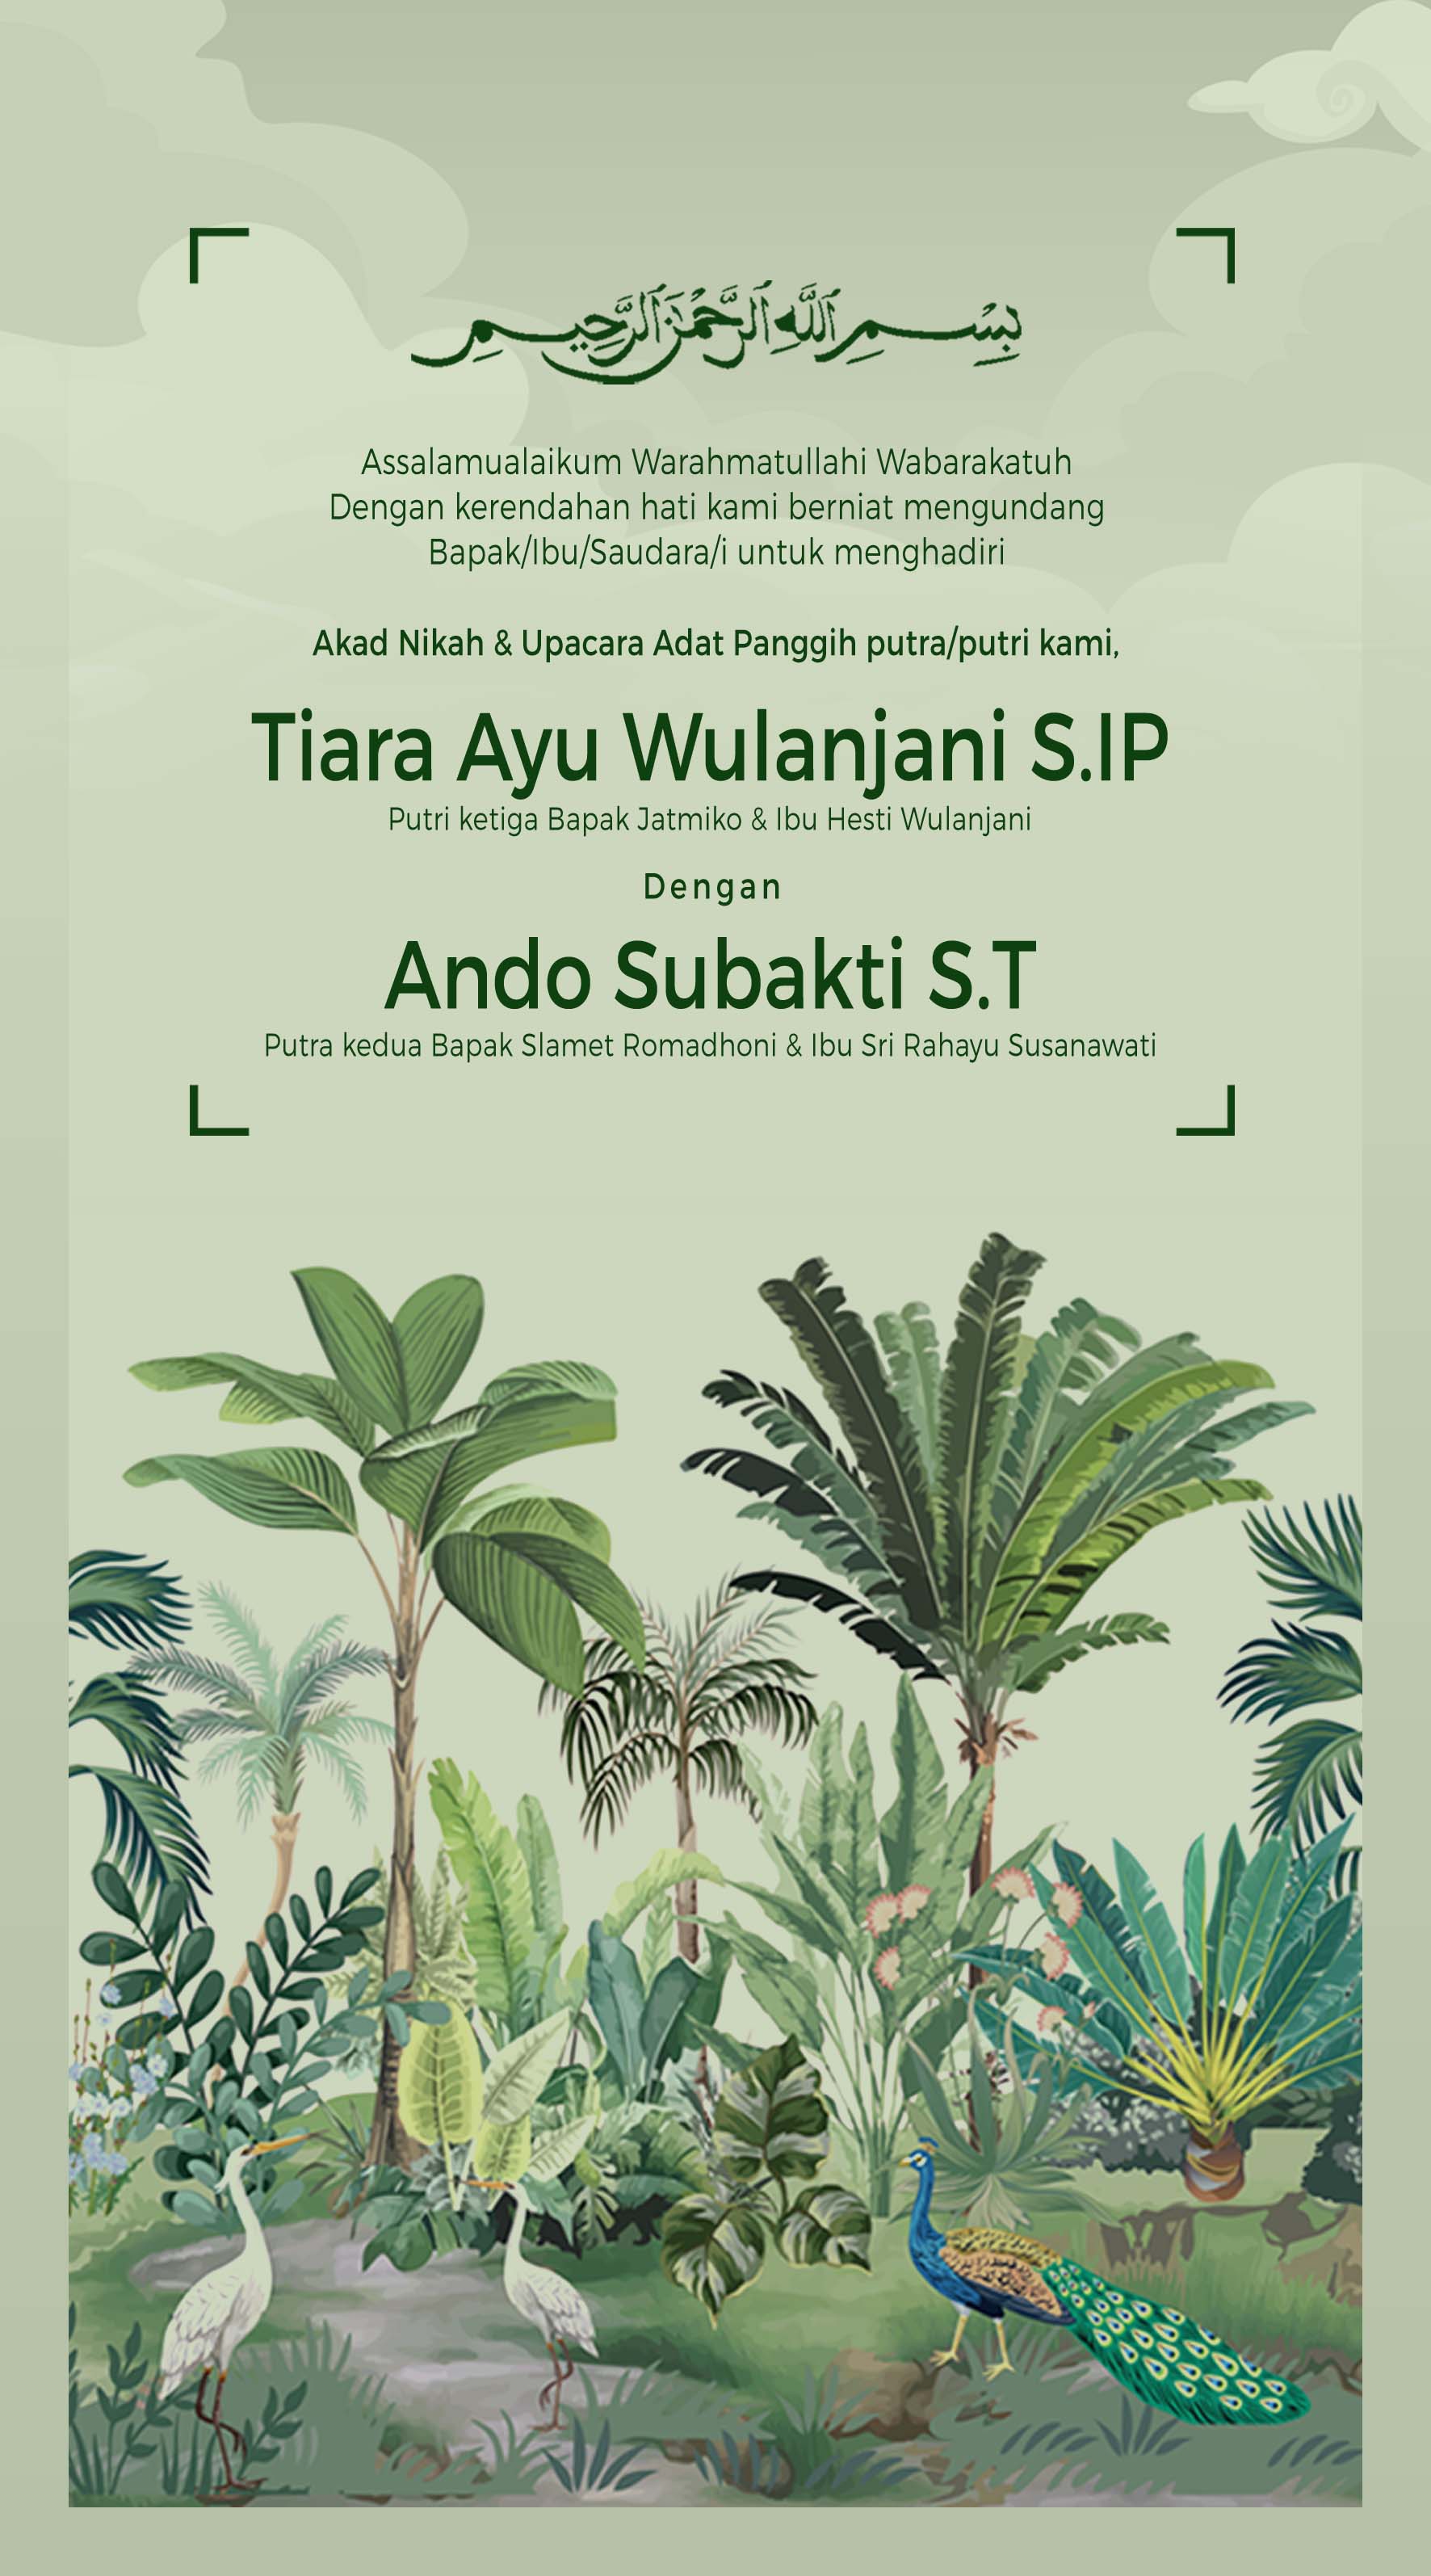 بِسْمِ اللَّهِ الرَّحْمَٰنِ الرَّحِيمِ
Assalamualaikum Warahmatullahi Wabarakatuh
Dengan kerendahan hati kami berniat mengundang
Bapak/Ibu/Saudara/i untuk menghadiri
Akad Nikah & Upacara Adat Panggih putra/putri kami,
Tiara Ayu Wulanjani S.IP
Putri ketiga Bapak Jatmiko & Ibu Hesti Wulanjani
Dengan
Ando Subakti S.T
Putra kedua Bapak Slamet Romadhoni & Ibu Sri Rahayu Susanawati